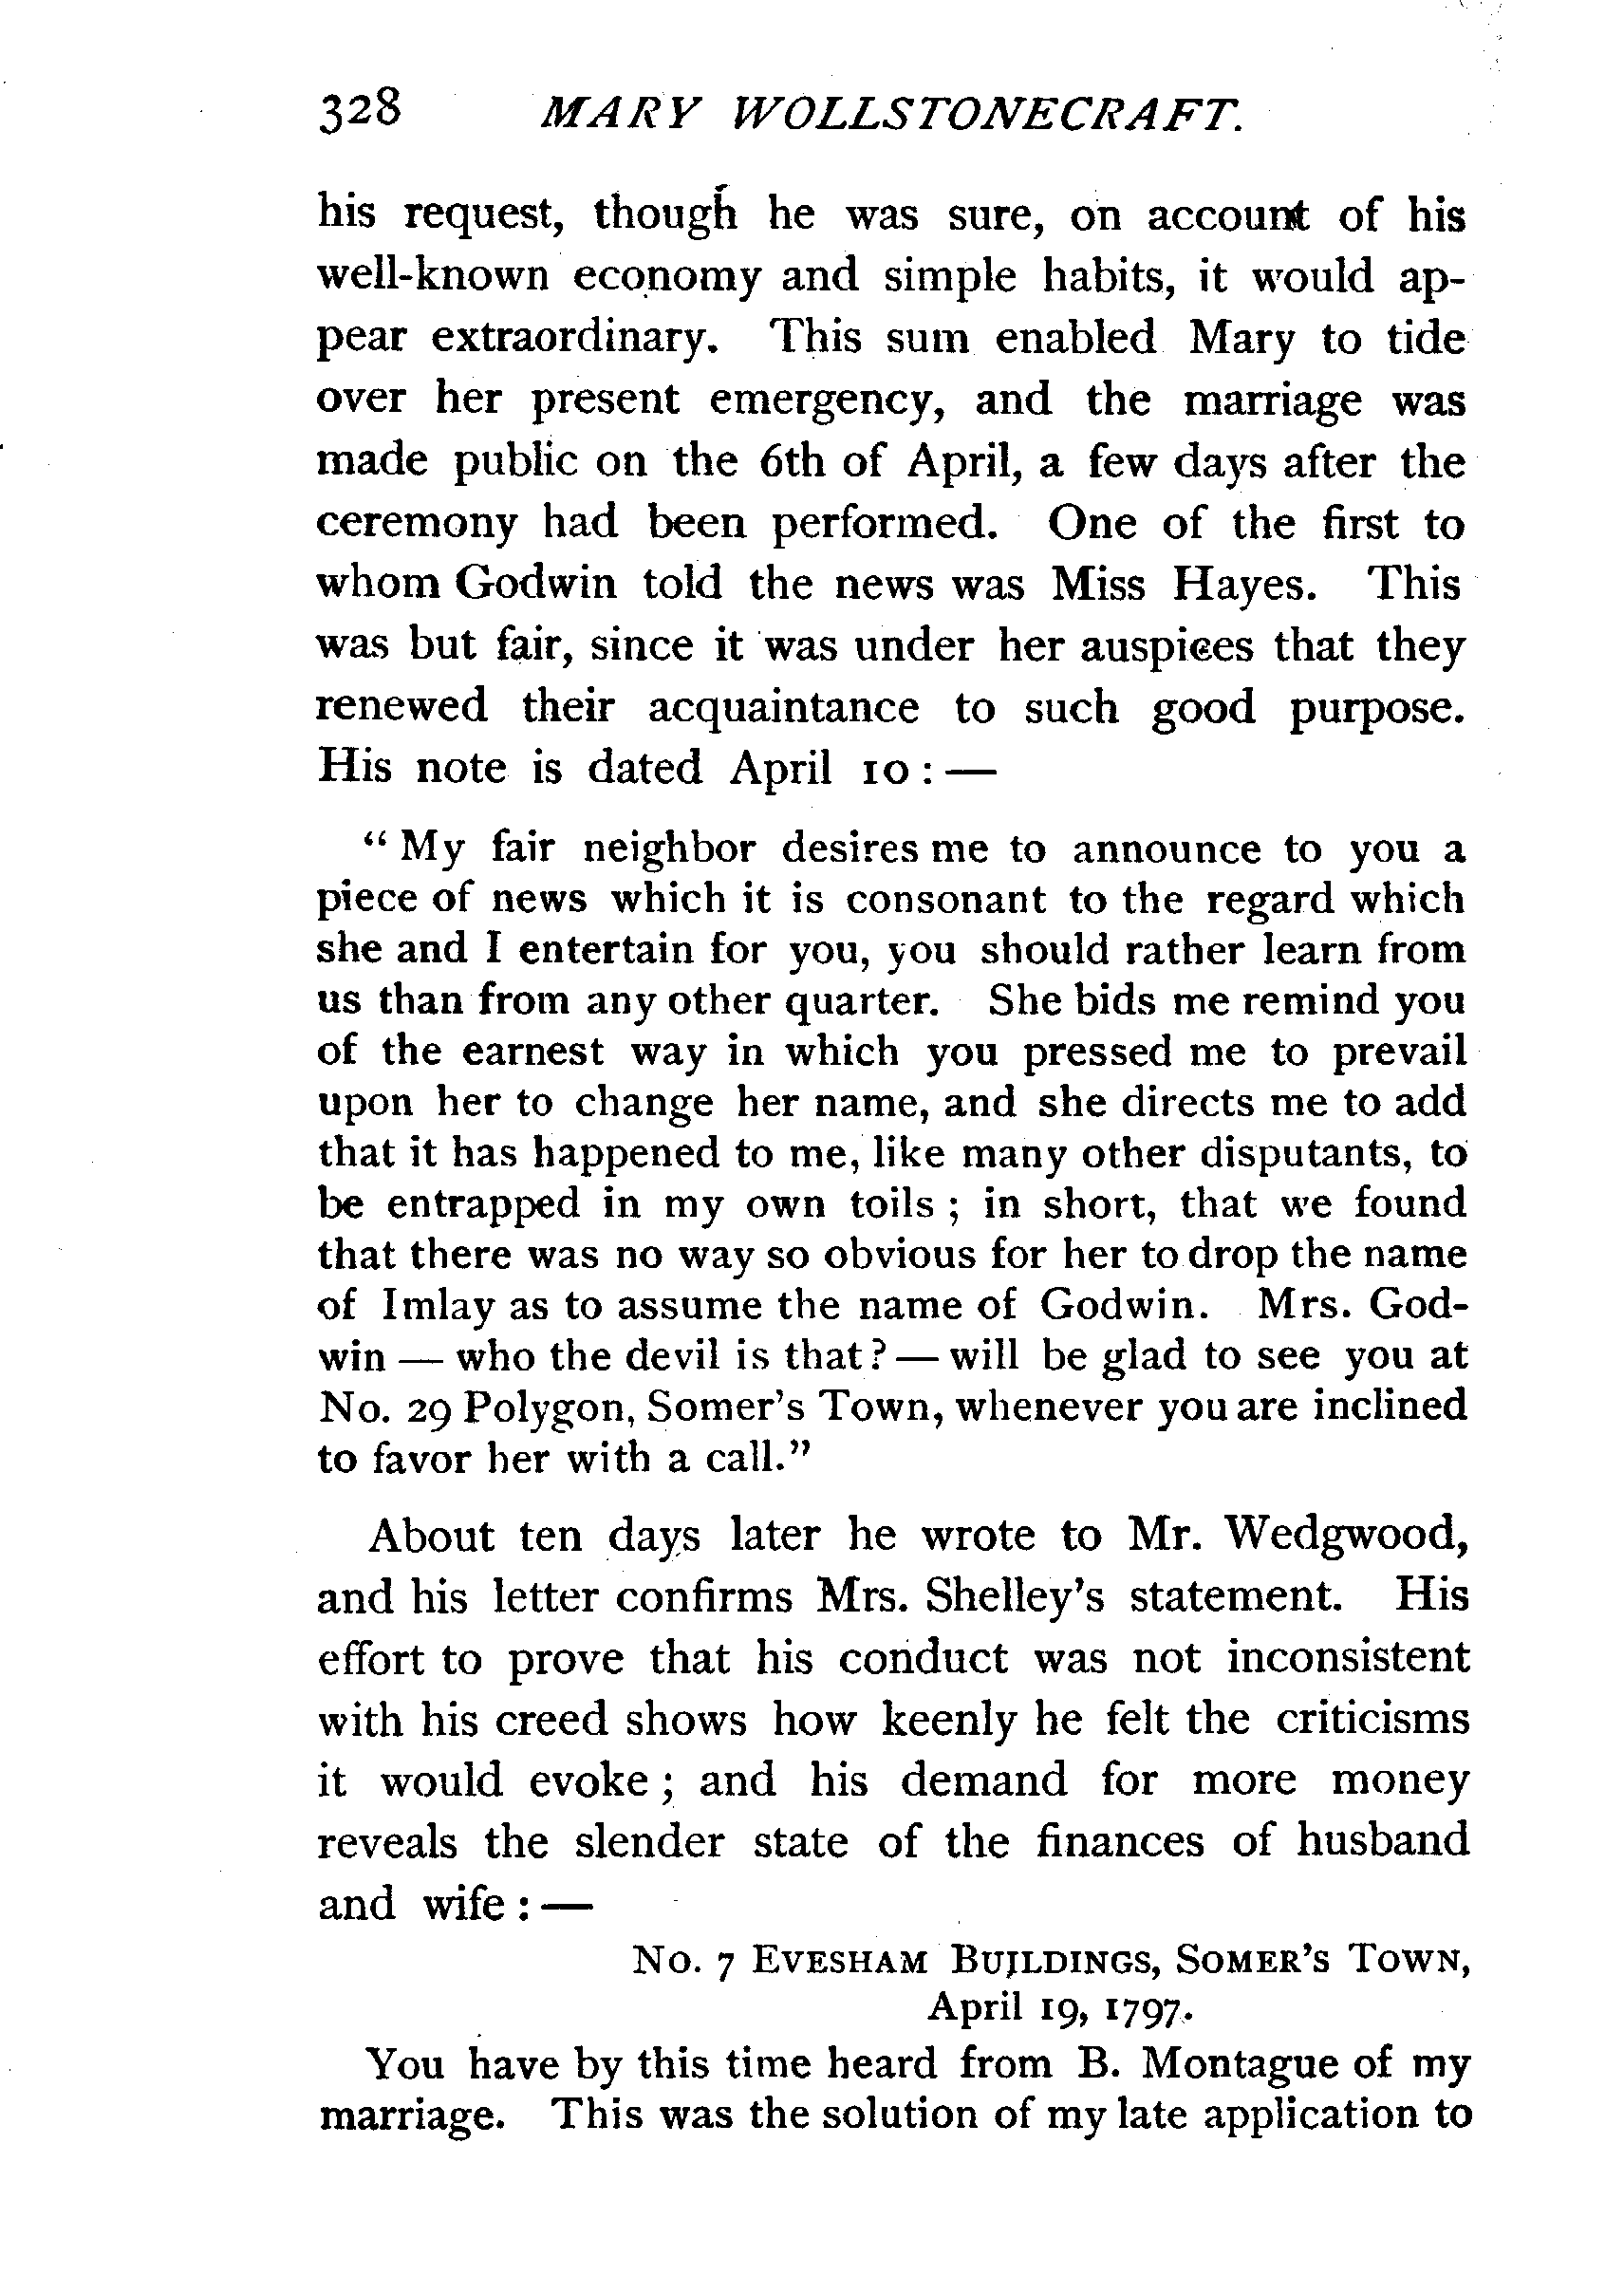 328 MARY WOLLSTONECRAFT.
his request, though he was sure, on account of his
well-known economy and simple habits, it would ap-
pear extraordinary. This sum enabled Mary to tide
over her present emergency, and the marriage was
made public on the 6th of April, a few days after the
ceremony had been performed. One of the first to
whom Godwin told the news was Miss Hayes. This
was but fair, since it was under her auspices that they
renewed their acquaintance to such good purpose.
His note is dated April 10: —
“ My fair neighbor desires me to announce to you a
piece of news which it is consonant to the regard which
she and I entertain for you, you should rather learn from
us than from any other quarter. She bids me remind you
of the earnest way in which you pressed me to prevail
upon her to change her name, and she directs me to add
that it has happened to me, like many other disputants, to
be entrapped in my own toils ; in short, that we found
that there was no way so obvious for her to drop the name
of Imlay as to assume the name of Godwin. Mrs. God-
win — who the devil is that? — will be glad to see you at
No. 29 Polygon, Somer’s Town, whenever you are inclined
to favor her with a call.”
About ten days later he wrote to Mr. Wedgwood,
and his letter confirms Mrs. Shelley’s statement. His
effort to prove that his conduct was not inconsistent
with his creed shows how keenly he felt the criticisms
it would evoke ; and his demand for more money
reveals the slender state of the finances of husband
and wife : —
No. 7 EVESHAM BUILDINGS, SOMER’S TOWN,
April 19, 1797.
You have by this time heard from B. Montague of my
marriage. This was the solution of my late application to